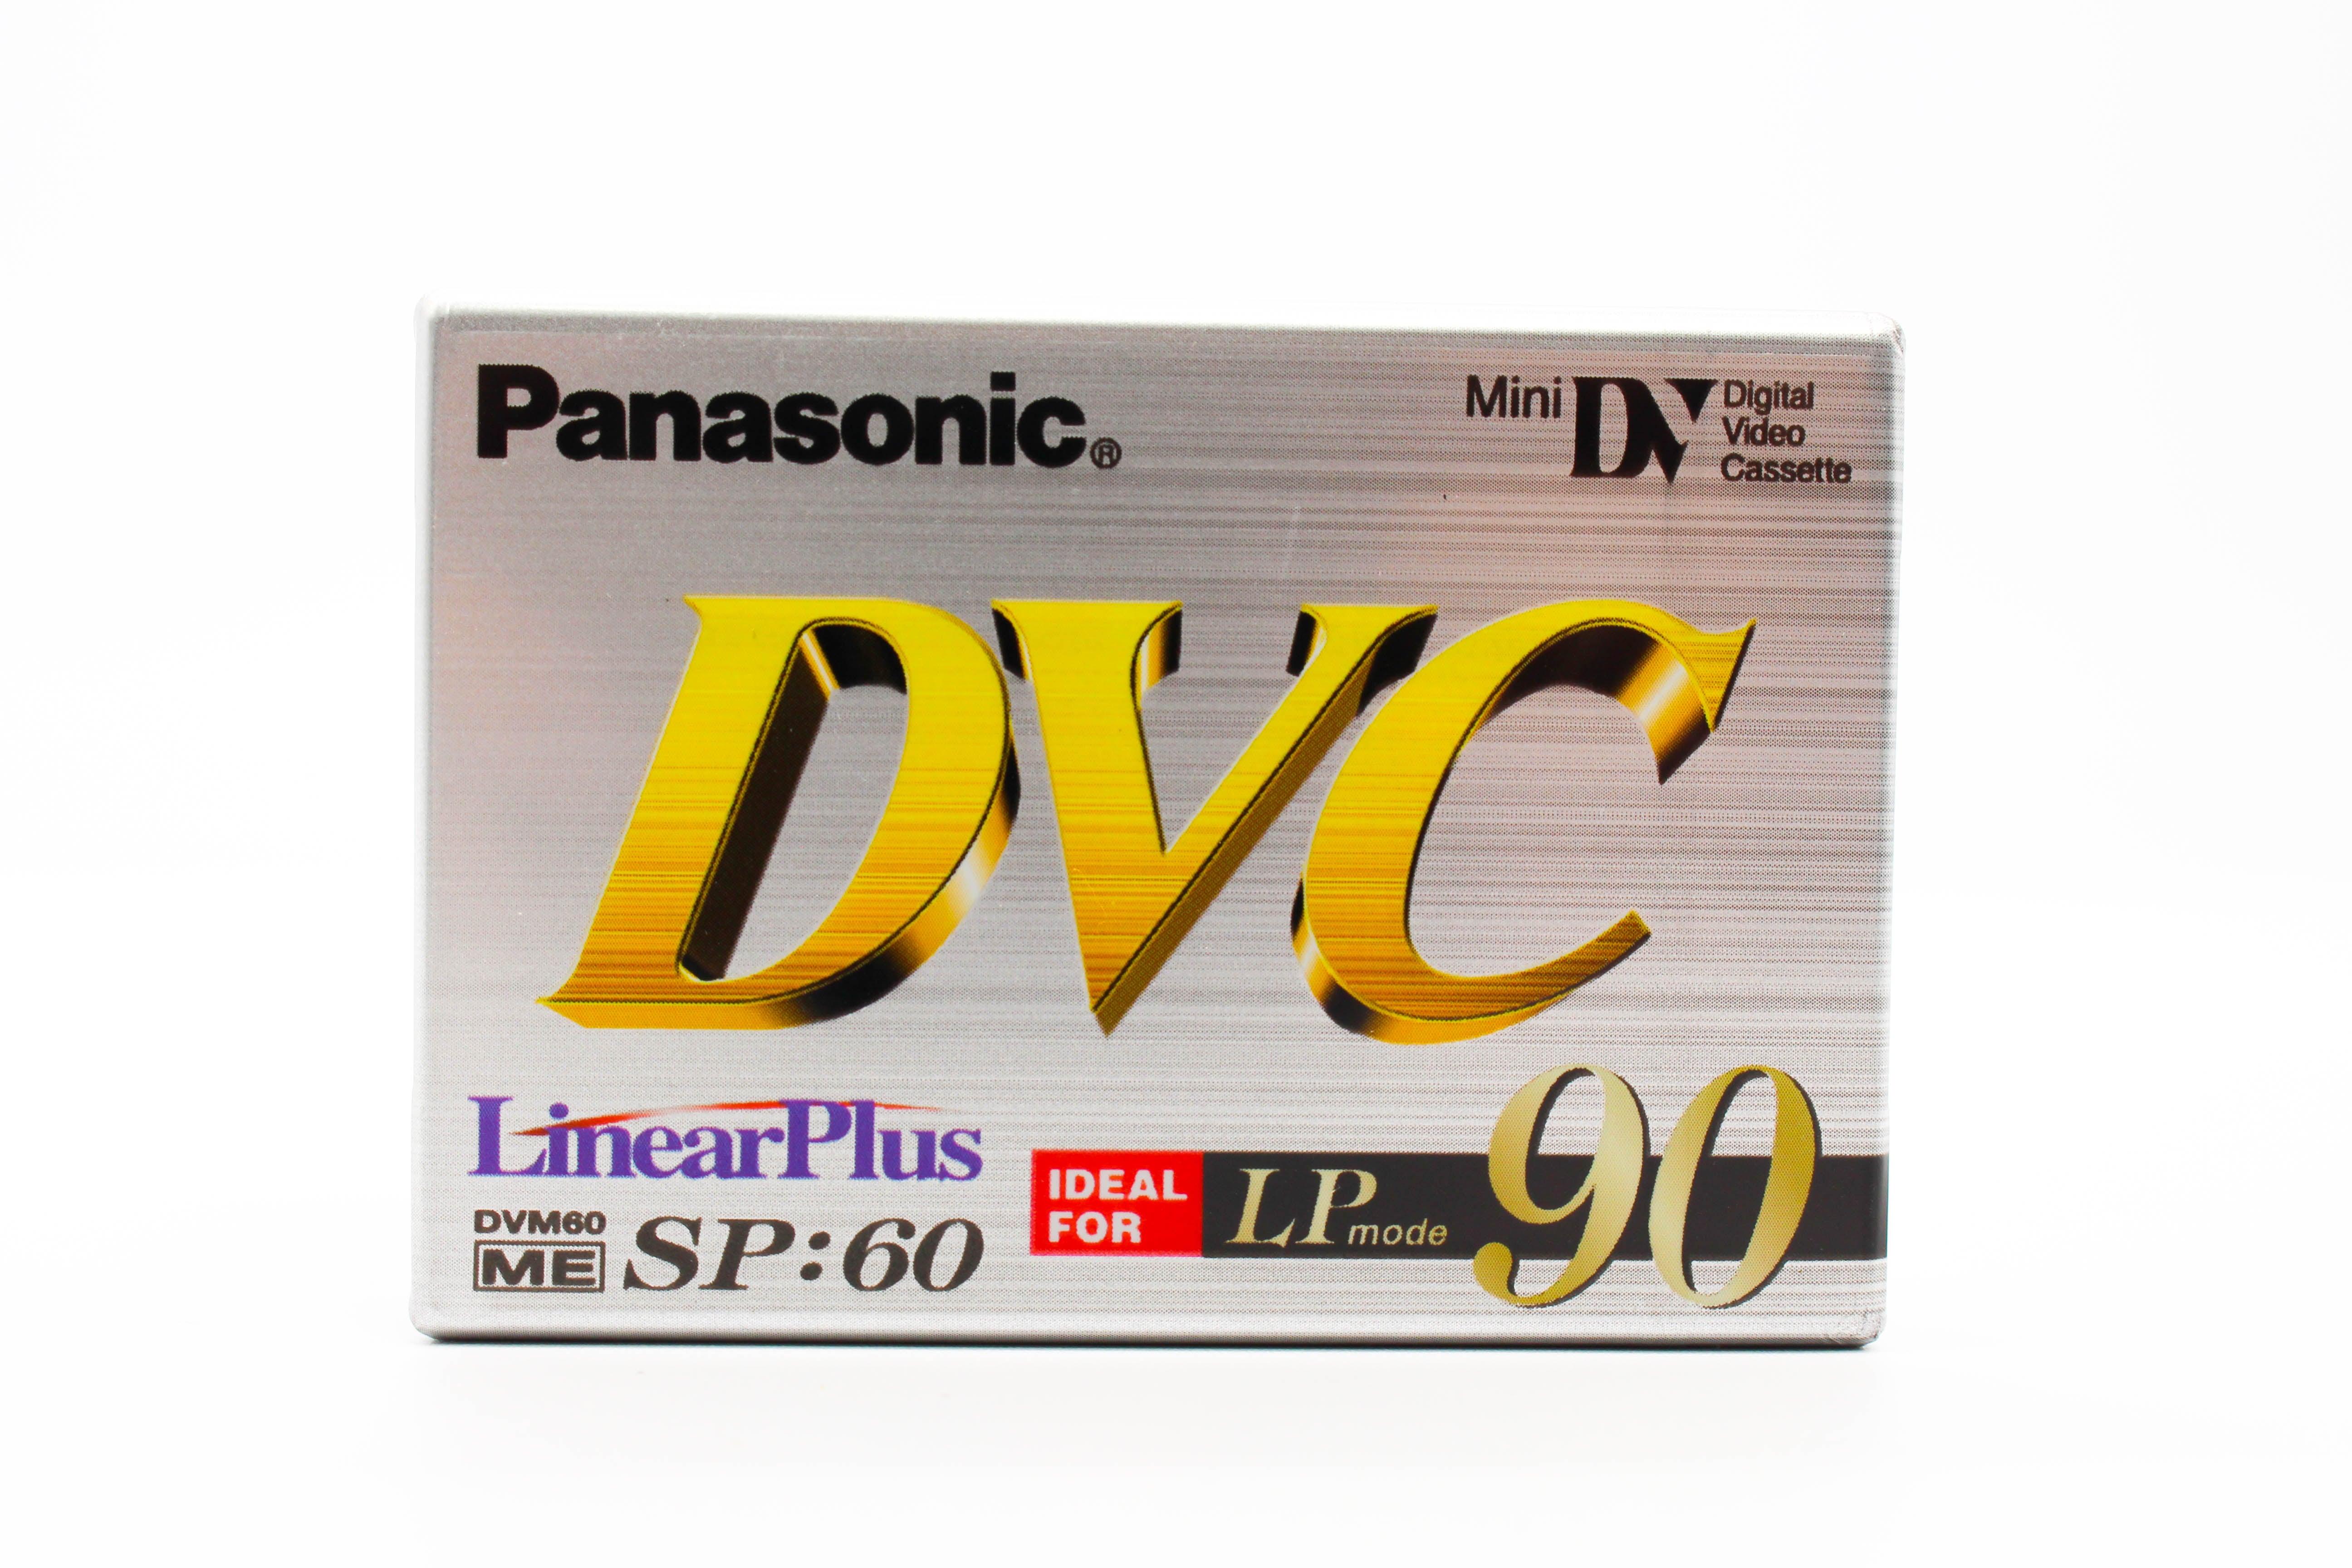 Panasonic®
Mini DV Digital
Video
Cassette
DVC
LinearPlus
DVM60
ME SP:60
IDEAL
FOR
LP mode 90